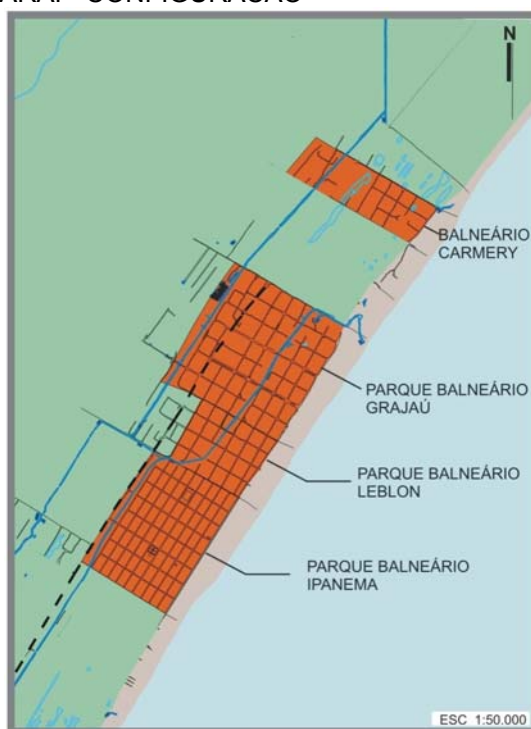 N
BALNEÁRIO
CARMERY
PARQUE BALNEÁRIO
GRAJAÚ
PARQUE BALNEÁRIO
LEBLON
PARQUE BALNEÁRIO
IPANEMA
ESC 1:50.000